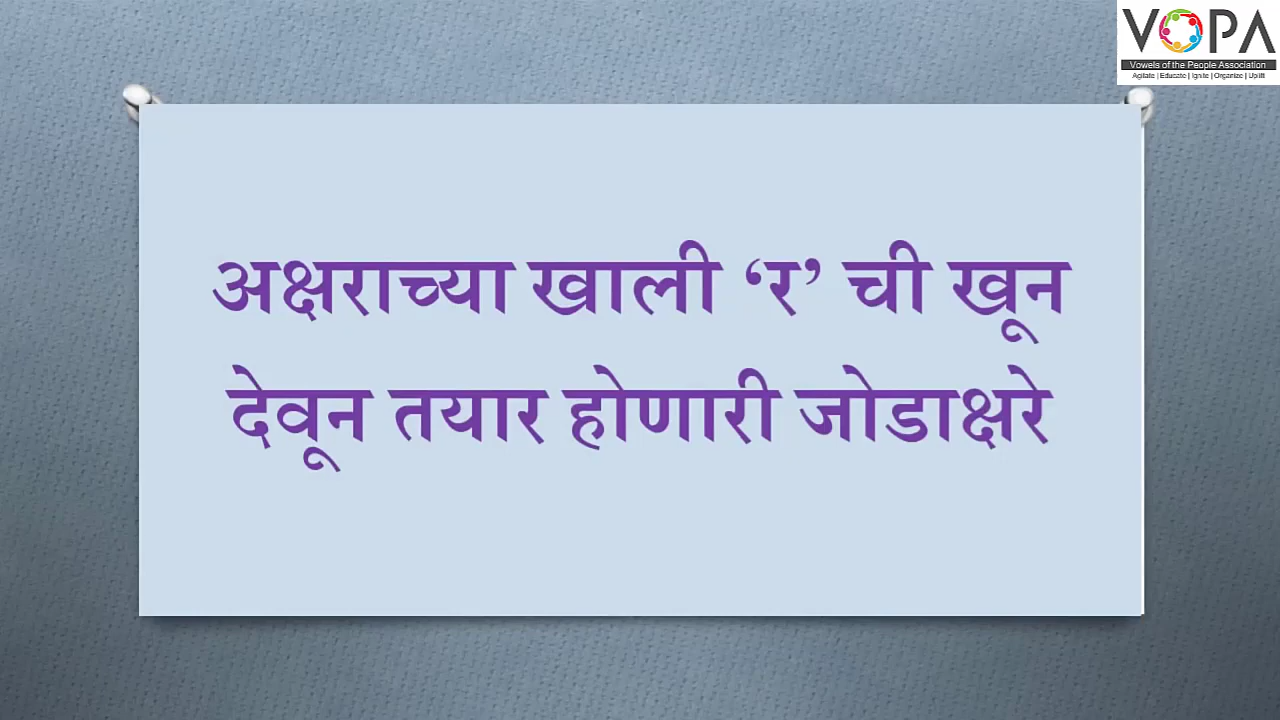 VOPA
Vowels of the People Association
Agitate | Educate | Ignite | Organize | Uplift
अक्षराच्या खाली ‘र’ ची खून
देवून तयार होणारी जोडाक्षरे